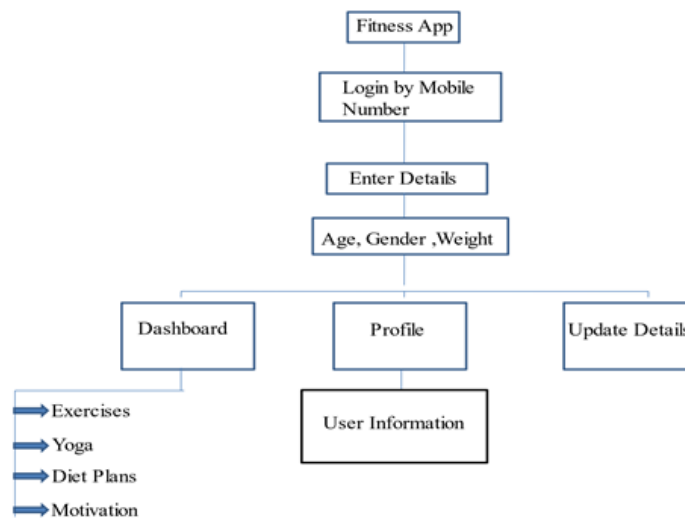 Fitness App
Login by Mobile
Number
Enter Details
Age, Gender ,Weight
Dashboard
Profile
Update Details
User Information
Exercises
Yoga
Diet Plans
Motivation